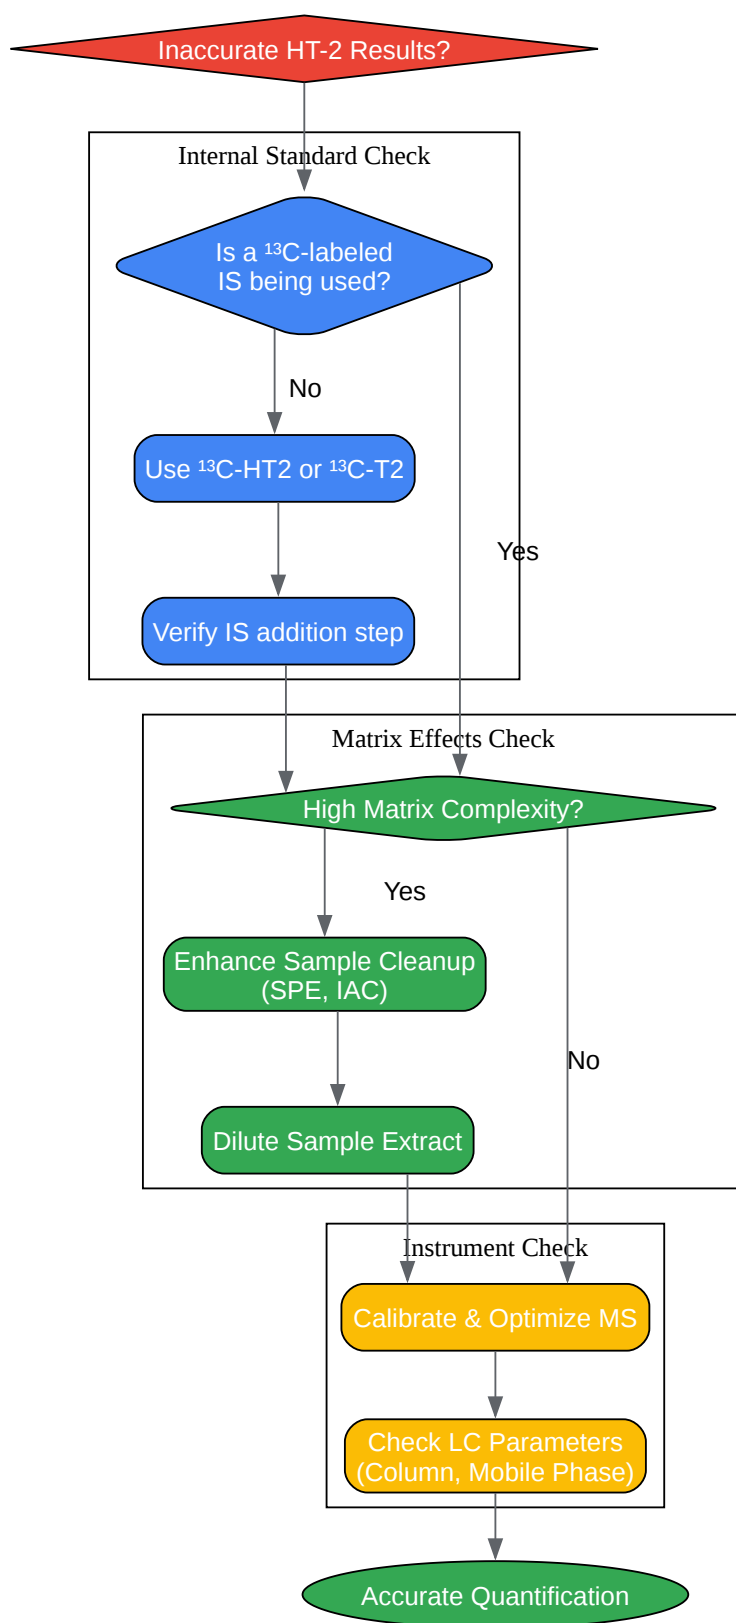 Inaccurate HT-2 Results?
Internal Standard Check
Is a ¹³C-labeled
IS being used?
No
Use ¹³C-HT2 or ¹³C-T2
Yes
Verify IS addition step
Matrix Effects Check
High Matrix Complexity?
Yes
Enhance Sample Cleanup
(SPE, IAC)
No
Dilute Sample Extract
Instrument Check
Calibrate & Optimize MS
Check LC Parameters
(Column, Mobile Phase)
Accurate Quantification